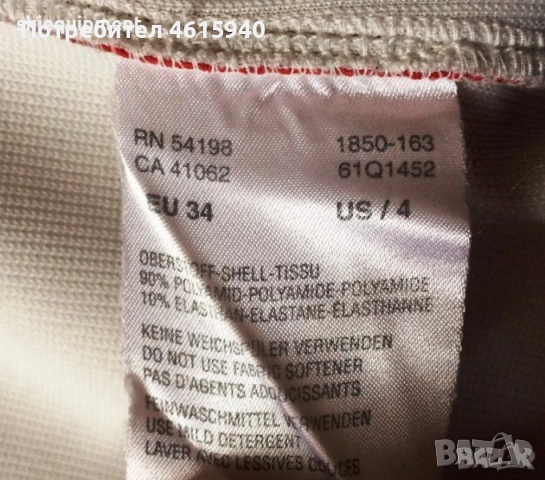 skiequipment
Потребител 4615940
RN 54198 1850-163
CA 41062 61Q1452
EU 34 US / 4
OBERSTOFF-SHELL-TISSU
90% POLYAMID-POLYAMIDE-POLYAMIDE
10% ELASTHAN-ELASTANE-ÉLASTHANNE
KEINE WEICHSPÜLER VERWENDEN
DO NOT USE FABRIC SOFTENER
PAS D'AGENTS ADOUCISSANTS
FEINWASCHMITTEL VERWENDEN
USE MILD DETERGENT
LAVER AVEC LESSIVES DOUCES
BAZAR